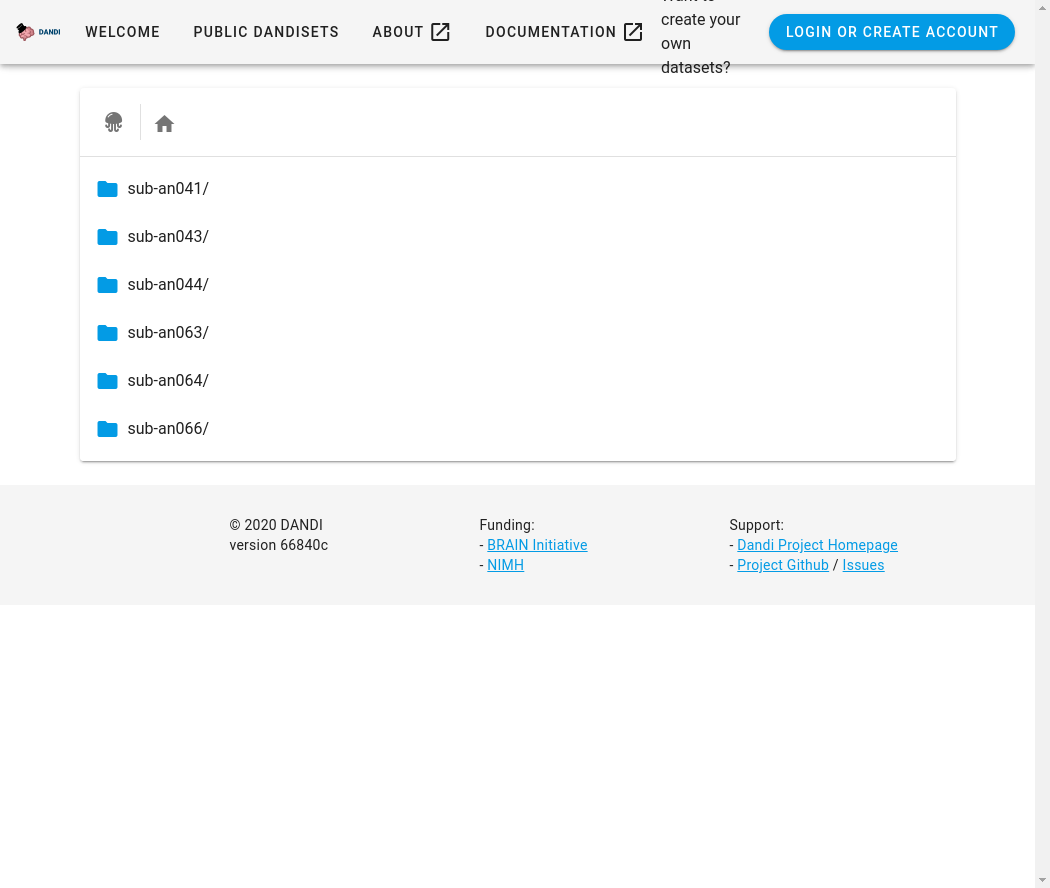 DANDI
WELCOME
PUBLIC DANDISETS
ABOUT
DOCUMENTATION
create your
own
datasets?
LOGIN OR CREATE ACCOUNT
sub-an041/
sub-an043/
sub-an044/
sub-an063/
sub-an064/
sub-an066/
© 2020 DANDI
version 66840c
Funding:
- BRAIN Initiative
- NIMH
Support:
- Dandi Project Homepage
- Project Github / Issues